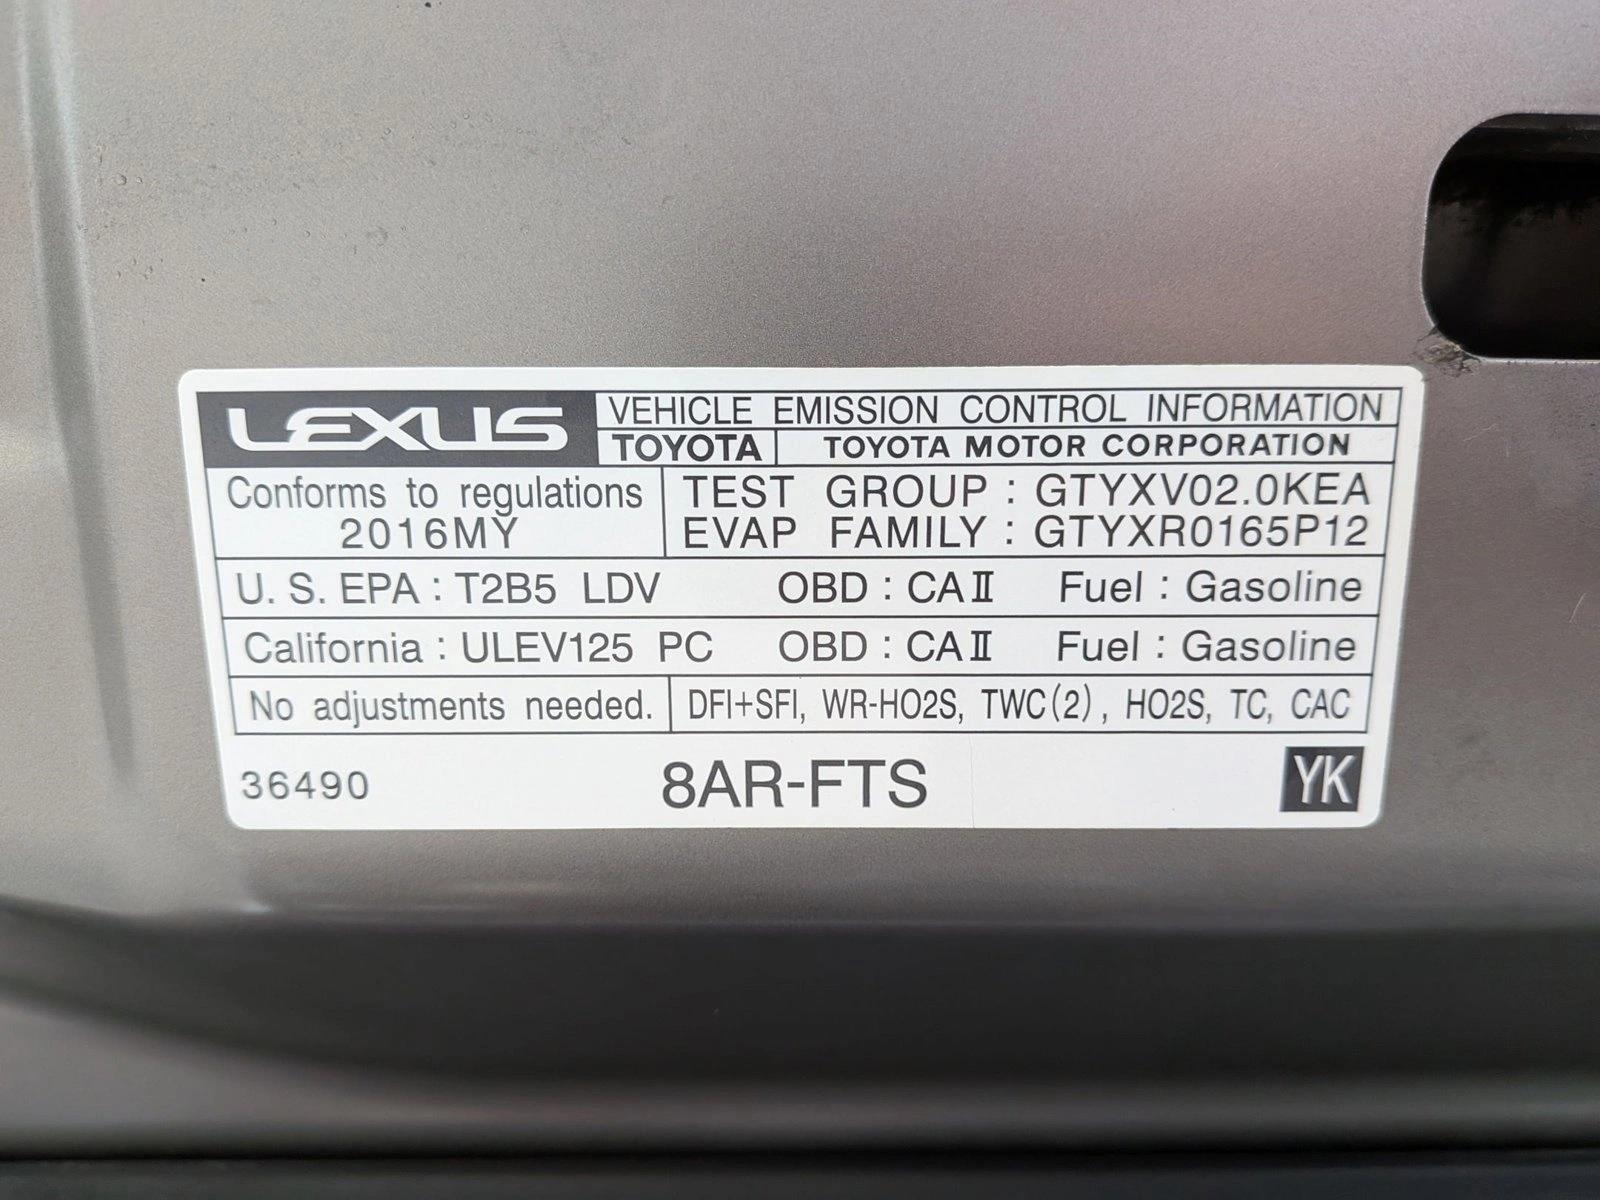 LEXUS VEHICLE EMISSION CONTROL INFORMATION
TOYOTA TOYOTA MOTOR CORPORATION
Conforms to regulations
2016MY
TEST GROUP : GTYXV02.0KEA
EVAP FAMILY : GTYXR0165P12
U. S. EPA : T2B5 LDV OBD : CAⅡ Fuel : Gasoline
California : ULEV125 PC OBD : CAⅡ Fuel : Gasoline
No adjustments needed. DFI+SFI, WR-HO2S, TWC(2), HO2S, TC, CAC
36490 8AR-FTS YK